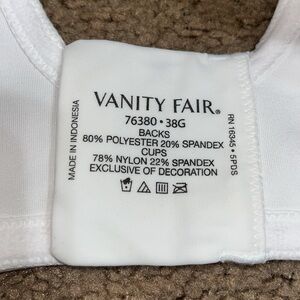 VANITY FAIR®
76380 • 38G
BACKS
80% POLYESTER 20% SPANDEX
CUPS
78% NYLON 22% SPANDEX
EXCLUSIVE OF DECORATION
MADE IN INDONESIA
RN 16345 • 5PDS